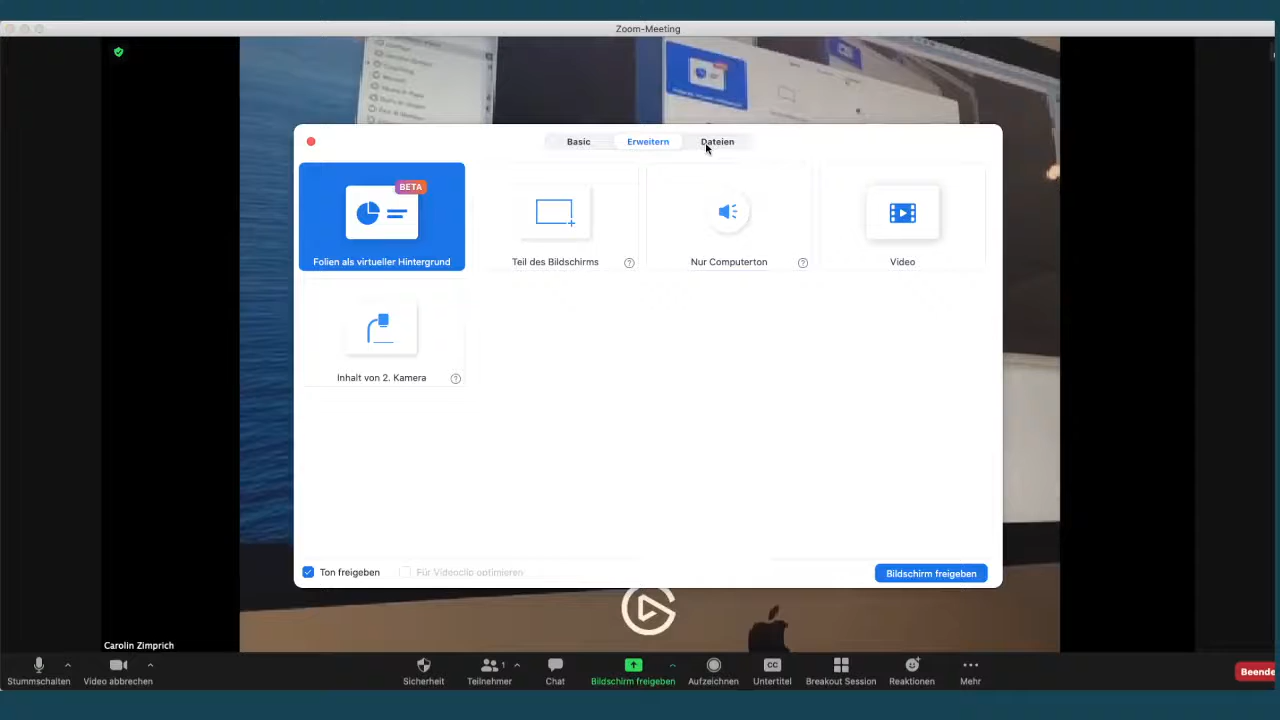 Zoom-Meeting
Basic
Erweitern
Dateien
BETA
Folien als virtueller Hintergrund
Teil des Bildschirms
Nur Computerton
Video
Inhalt von 2. Kamera
Ton freigeben
Für Videoclip optimieren
Bildschirm freigeben
Carolin Zimprich
Stummschalten
Video abbrechen
Sicherheit
1
Teilnehmer
Chat
Bildschirm freigeben
Aufzeichnen
CC
Untertitel
Breakout Session
Reaktionen
Mehr
Beende